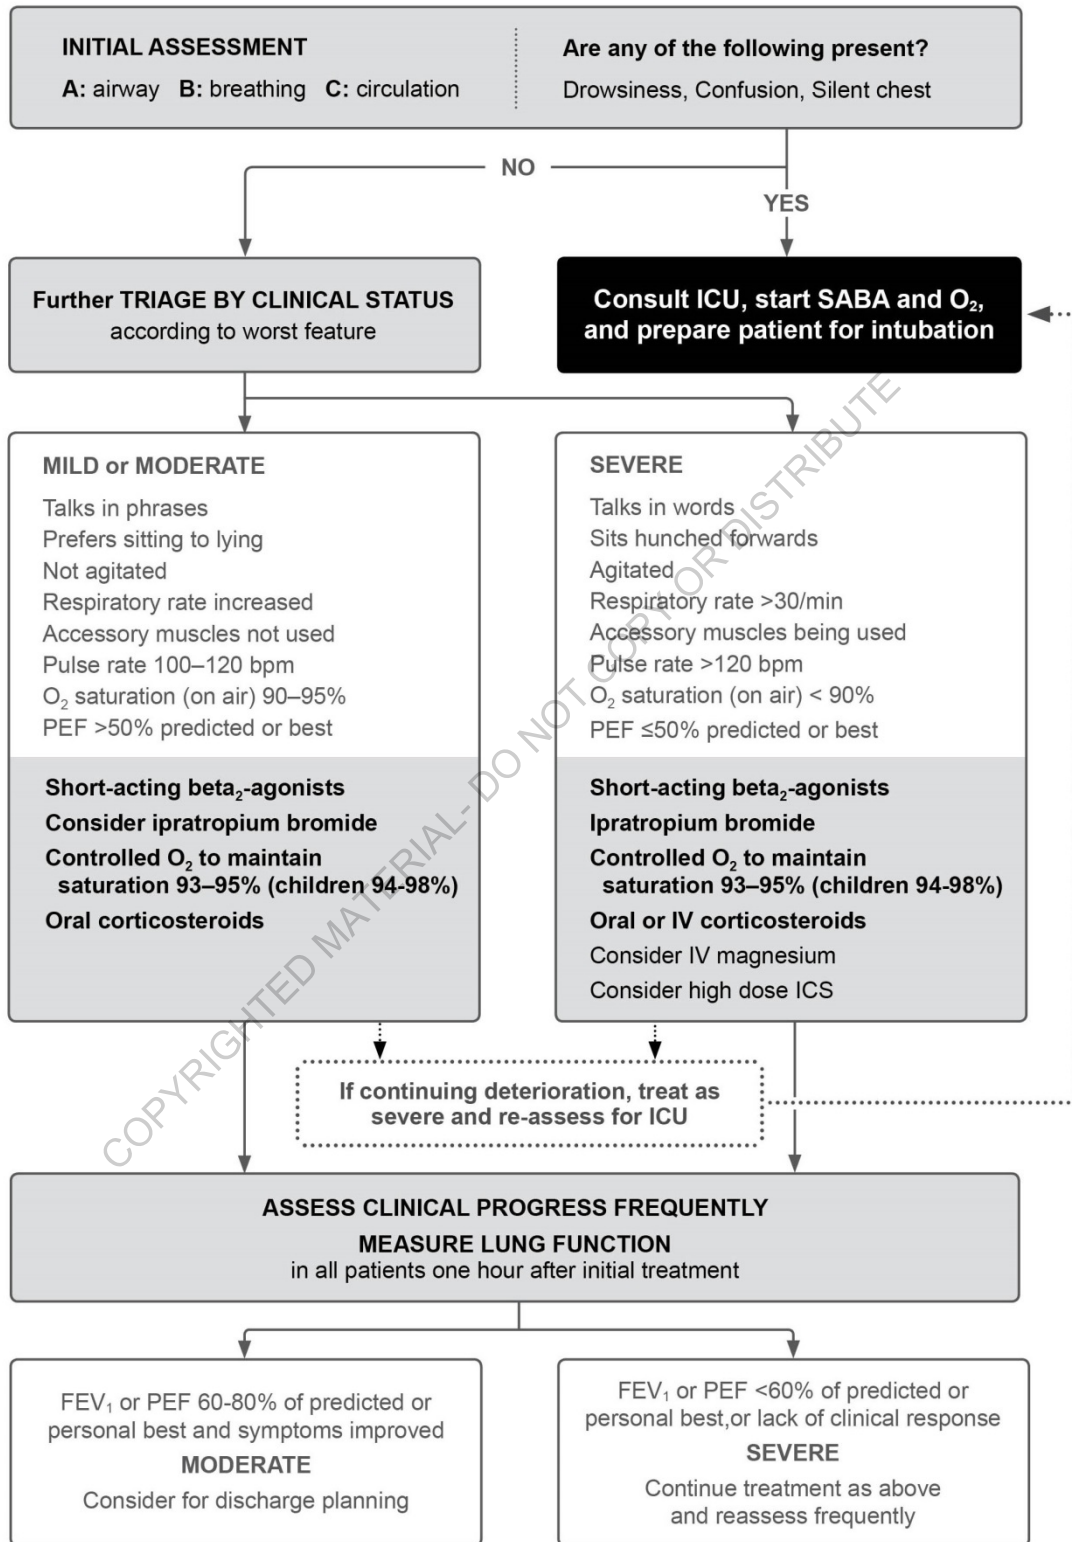 INITIAL ASSESSMENT
A: airway B: breathing C: circulation
Are any of the following present?
Drowsiness, Confusion, Silent chest
NO
YES
Further TRIAGE BY CLINICAL STATUS
according to worst feature
Consult ICU, start SABA and O₂,
and prepare patient for intubation
MILD or MODERATE
Talks in phrases
Prefers sitting to lying
Not agitated
Respiratory rate increased
Accessory muscles not used
Pulse rate 100–120 bpm
O₂ saturation (on air) 90–95%
PEF >50% predicted or best
Short-acting beta₂-agonists
Consider ipratropium bromide
Controlled O₂ to maintain
saturation 93–95% (children 94-98%)
Oral corticosteroids
SEVERE
Talks in words
Sits hunched forwards
Agitated
Respiratory rate >30/min
Accessory muscles being used
Pulse rate >120 bpm
O₂ saturation (on air) < 90%
PEF ≤50% predicted or best
Short-acting beta₂-agonists
Ipratropium bromide
Controlled O₂ to maintain
saturation 93–95% (children 94-98%)
Oral or IV corticosteroids
Consider IV magnesium
Consider high dose ICS
If continuing deterioration, treat as
severe and re-assess for ICU
ASSESS CLINICAL PROGRESS FREQUENTLY
MEASURE LUNG FUNCTION
in all patients one hour after initial treatment
FEV₁ or PEF 60-80% of predicted or
personal best and symptoms improved
MODERATE
Consider for discharge planning
FEV₁ or PEF <60% of predicted or
personal best,or lack of clinical response
SEVERE
Continue treatment as above
and reassess frequently
COPYRIGHTED MATERIAL- DO NOT COPY OR DISTRIBUTE